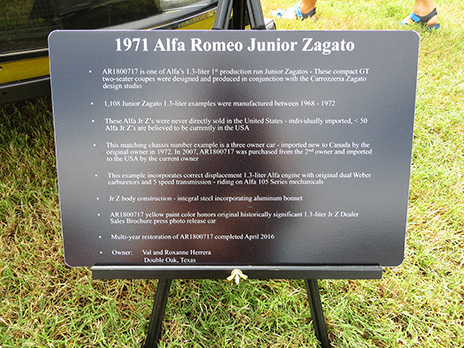 1971 Alfa Romeo Junior Zagato
• AR1800717 is one of Alfa's 1.3-liter 1st production run Junior Zagatos - These compact GT
two-seater coupes were designed and produced in conjunction with the Carrozzeria Zagato
design studio
• 1,108 Junior Zagato 1.3-liter examples were manufactured between 1968 - 1972
• These Alfa Jr Z's were never directly sold in the United States - individually imported, < 50
Alfa Jr Z's are believed to be currently in the USA
• This matching chassis number example is a three owner car - imported new to Canada by the
original owner in 1972. In 2007, AR1800717 was purchased from the 2nd owner and imported
to the USA by the current owner
• This example incorporates correct displacement 1.3-liter Alfa engine with original dual Weber
carburetors and 5 speed transmission - riding on Alfa 105 Series mechanicals
• Jr Z body construction - integral steel incorporating aluminum bonnet
• AR1800717 yellow paint color honors original historically significant 1.3-liter Jr Z Dealer
Sales Brochure press photo release car
• Multi-year restoration of AR1800717 completed April 2016
• Owner: Val and Roxanne Herrera
Double Oak, Texas